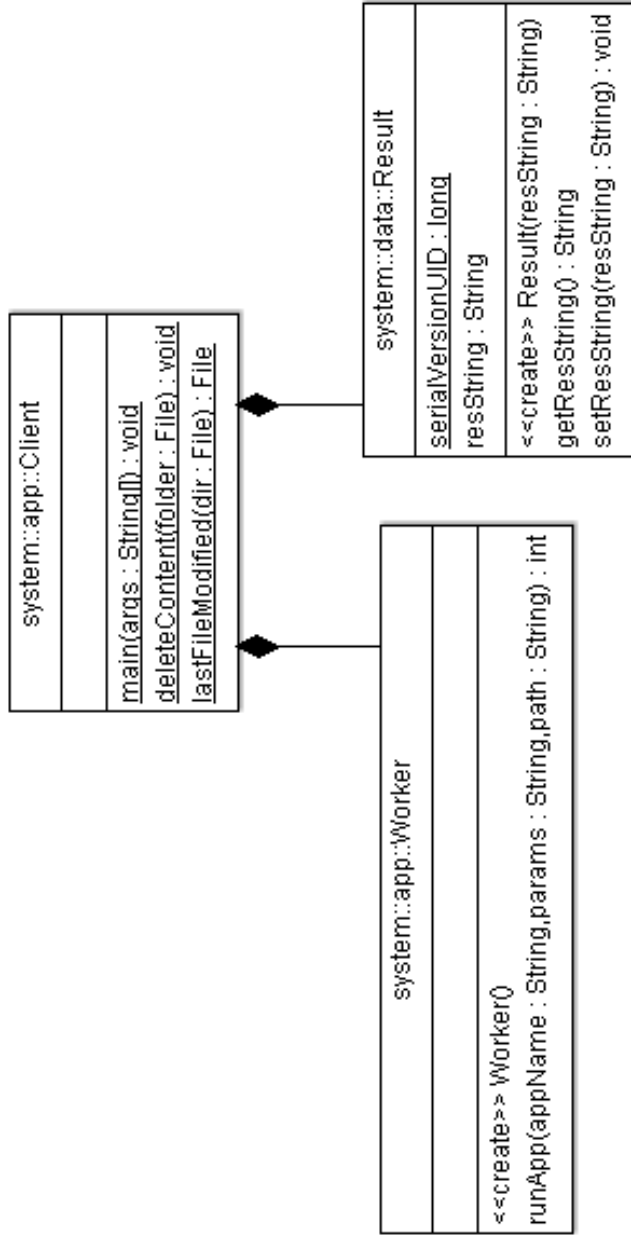 system::app::Client
main(args : String[]) : void
deleteContent(folder : File) : void
lastFileModified(dir : File) : File
system::app::Worker
<<create>> Worker()
runApp(appName : String,params : String,path : String) : int
system::data::Result
serialVersionUID : long
resString : String
<<create>> Result(resString : String)
getResString() : String
setResString(resString : String) : void